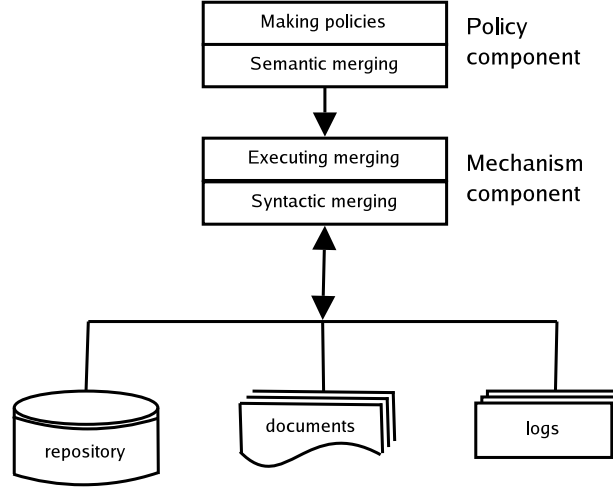 Making policies
Semantic merging
Policy
component
Executing merging
Syntactic merging
Mechanism
component
repository
documents
logs